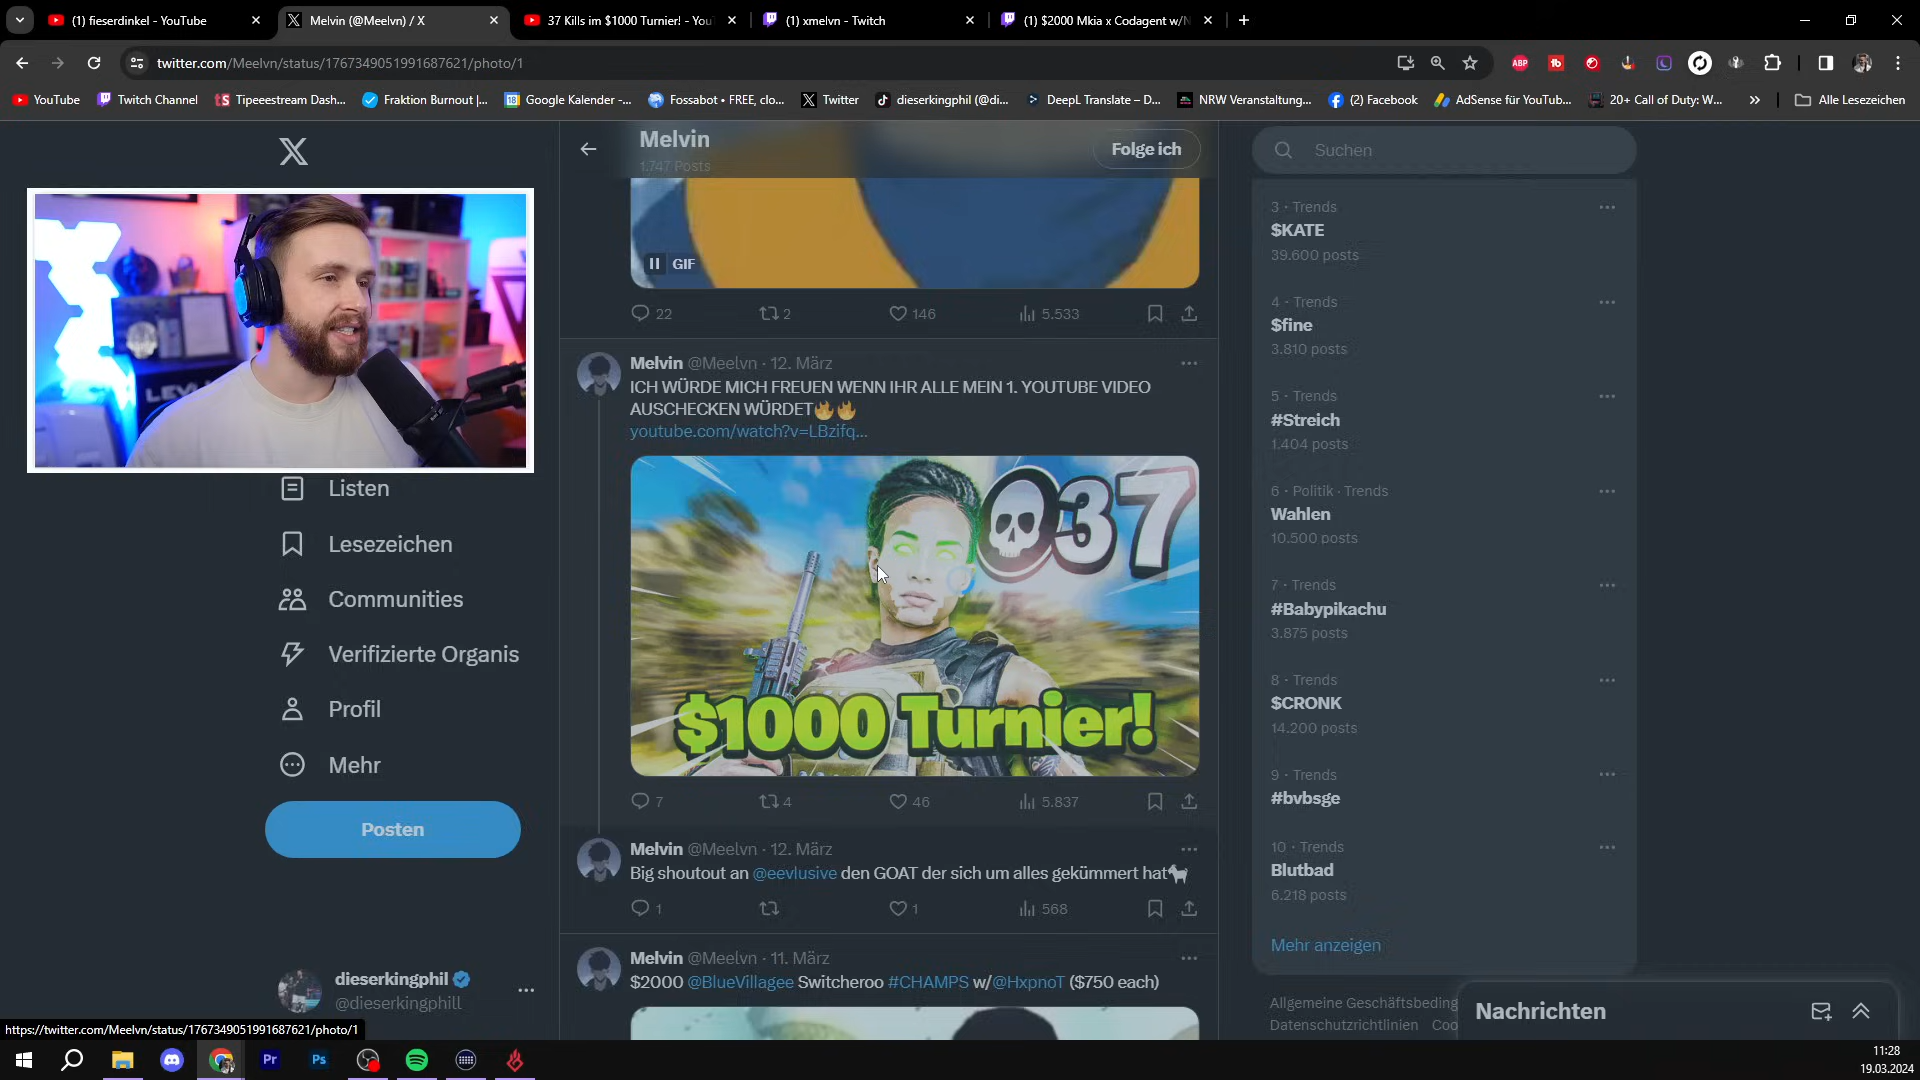 (1) fieserdinkel - YouTube
Melvin (@Meelvn) / X
37 Kills im $1000 Turnier! - You
(1) xmelvn - Twitch
(1) $2000 Mkia x Codagent w/N
twitter.com/Meelvn/status/1767349051991687621/photo/1
YouTube
Twitch Channel
Tipeeestream Dash...
Fraktion Burnout |...
Google Kalender -...
Fossabot • FREE, clo...
Twitter
dieserkingphil (@di...
DeepL Translate – D...
NRW Veranstaltung...
(2) Facebook
AdSense für YouTub...
20+ Call of Duty: W...
Alle Lesezeichen
Melvin
1.747 Posts
Folge ich
Suchen
GIF
22
2
146
5.533
Melvin @Meelvn · 12. März
ICH WÜRDE MICH FREUEN WENN IHR ALLE MEIN 1. YOUTUBE VIDEO
AUSCHECKEN WÜRDET🔥🔥
youtube.com/watch?v=LBzifq...
37
$1000 Turnier!
7
4
46
5.837
Melvin @Meelvn · 12. März
Big shoutout an @eevlusive den GOAT der sich um alles gekümmert hat🐐
1
1
568
Melvin @Meelvn · 11. März
$2000 @BlueVillagee Switcheroo #CHAMPS w/@HxpnoT ($750 each)
Listen
Lesezeichen
Communities
Verifizierte Organis
Profil
Mehr
Posten
dieserkingphil
@dieserkingphill
3 · Trends
$KATE
39.600 posts
4 · Trends
$fine
3.810 posts
5 · Trends
#Streich
1.404 posts
6 · Politik · Trends
Wahlen
10.500 posts
7 · Trends
#Babypikachu
3.875 posts
8 · Trends
$CRONK
14.200 posts
9 · Trends
#bvbsge
10 · Trends
Blutbad
6.218 posts
Mehr anzeigen
Allgemeine Geschäftsbeding
Datenschutzrichtlinien Coo
Nachrichten
https://twitter.com/Meelvn/status/1767349051991687621/photo/1
11:28
19.03.2024